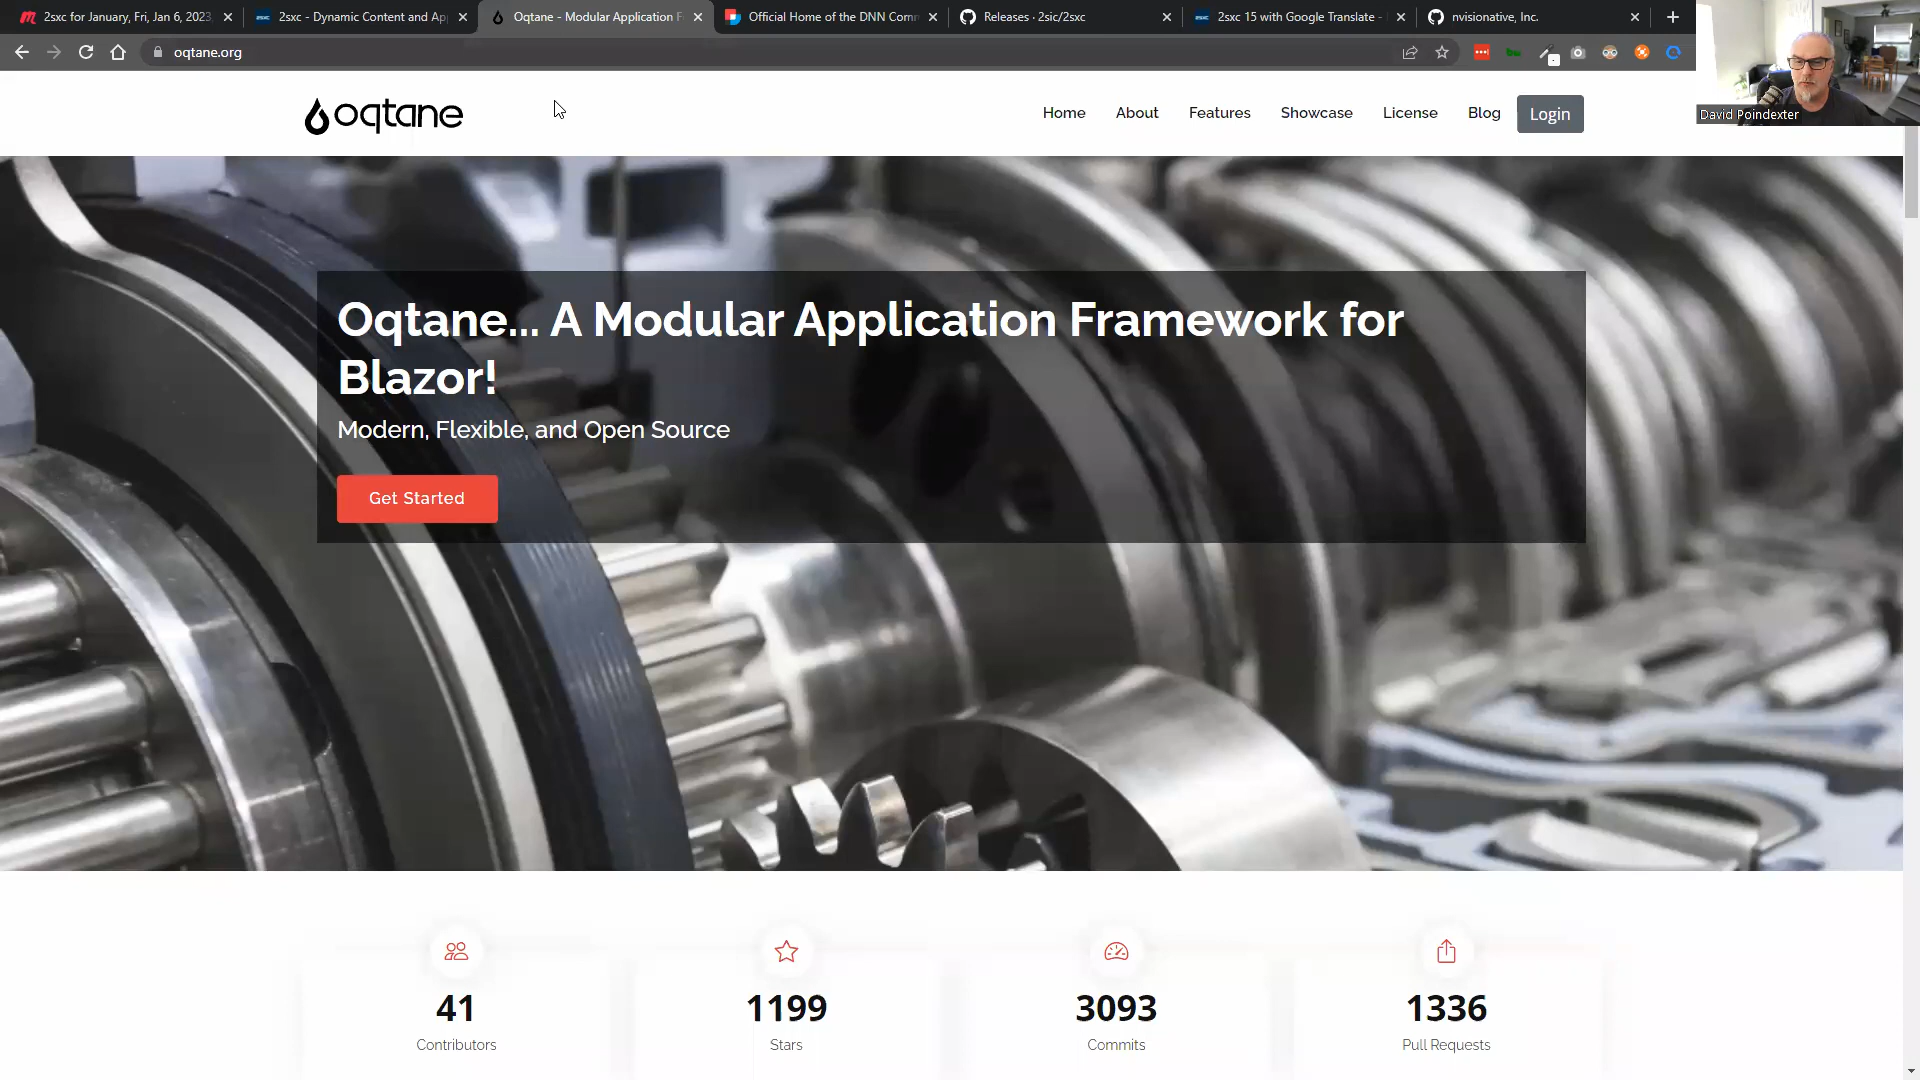 2sxc for January, Fri, Jan 6, 2023,
2sxc - Dynamic Content and Ap
Oqtane - Modular Application F
Official Home of the DNN Comm
Releases · 2sic/2sxc
2sxc 15 with Google Translate -
nvisionative, Inc.
oqtane.org
David Poindexter
oqtane
Home
About
Features
Showcase
License
Blog
Login
Oqtane... A Modular Application Framework for
Blazor!
Modern, Flexible, and Open Source
Get Started
41
Contributors
1199
Stars
3093
Commits
1336
Pull Requests